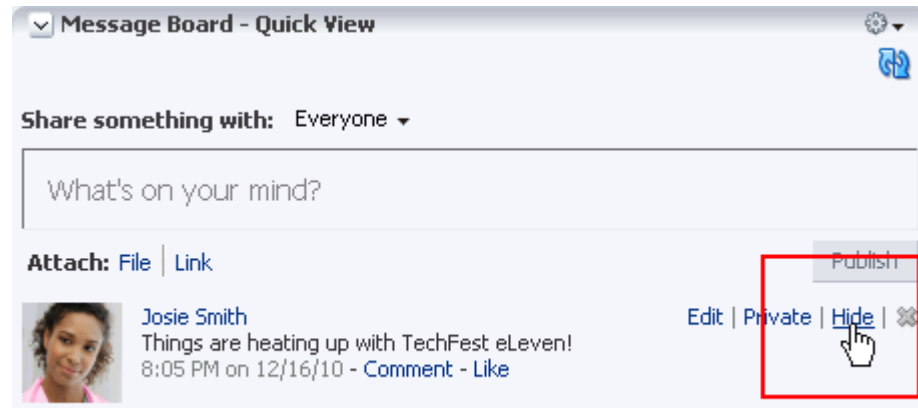 Message Board - Quick View
Share something with: Everyone
What's on your mind?
Attach: File | Link
Publish
Josie Smith
Edit | Private | Hide |
Things are heating up with TechFest eLeven!
8:05 PM on 12/16/10 - Comment - Like